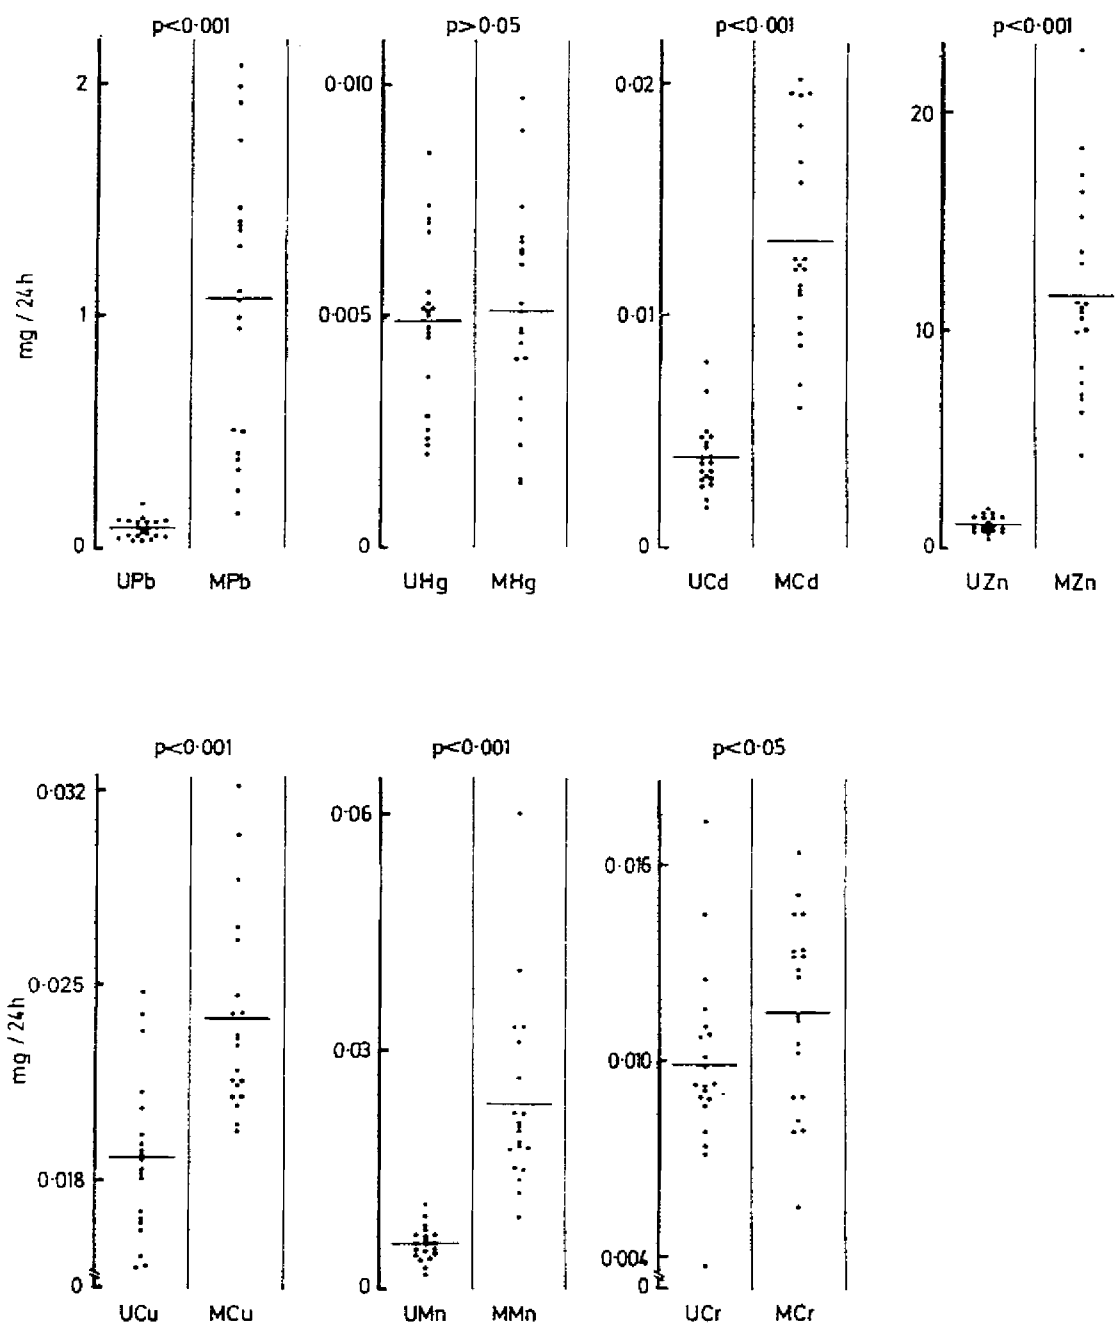 p<0·001 p>0·05 p<0·001 p<0·001
2 0·010 0·02 20
1 0·005 0·01 10
0 0 0 0
mg / 24h
UPb MPb UHg MHg UCd MCd UZn MZn
p<0·001 p<0·001 p<0·05
0·032 0·06 0·016
0·025 0·03 0·010
0·018 0·004
0 0 0
mg / 24h
UCu MCu UMn MMn UCr MCr